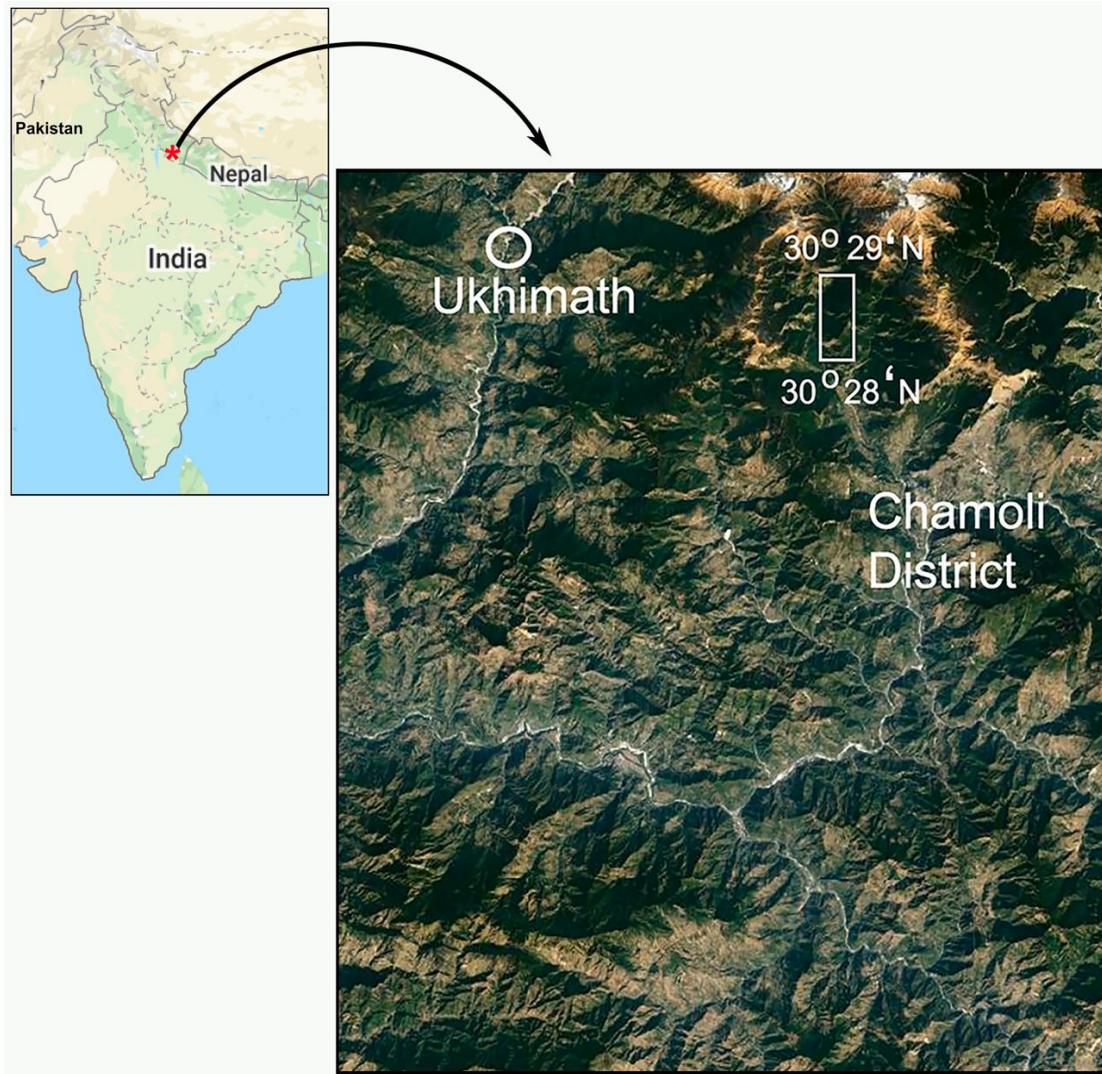 Pakistan
*
Nepal
India
30° 29‘ N
Ukhimath
30° 28‘ N
Chamoli
District